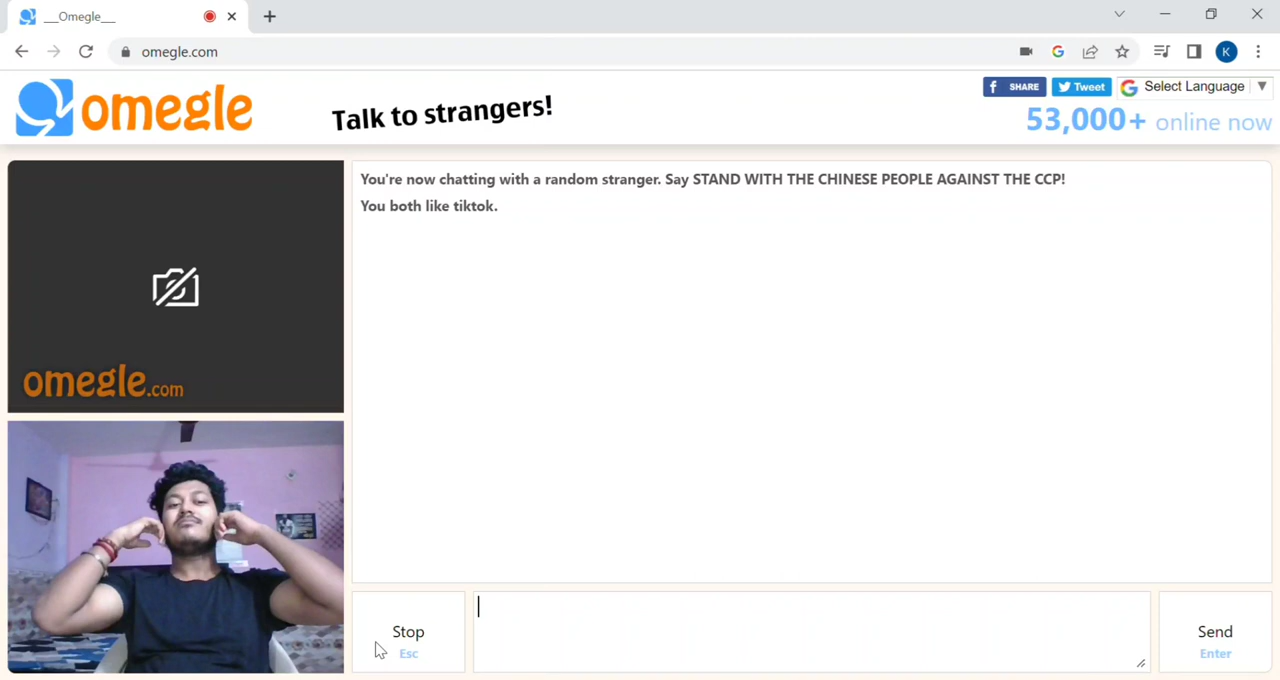 __Omegle__
omegle.com
K
omegle
Talk to strangers!
f SHARE
Tweet
G Select Language ▼
53,000+ online now
You're now chatting with a random stranger. Say STAND WITH THE CHINESE PEOPLE AGAINST THE CCP!
You both like tiktok.
omegle.com
Stop
Esc
Send
Enter